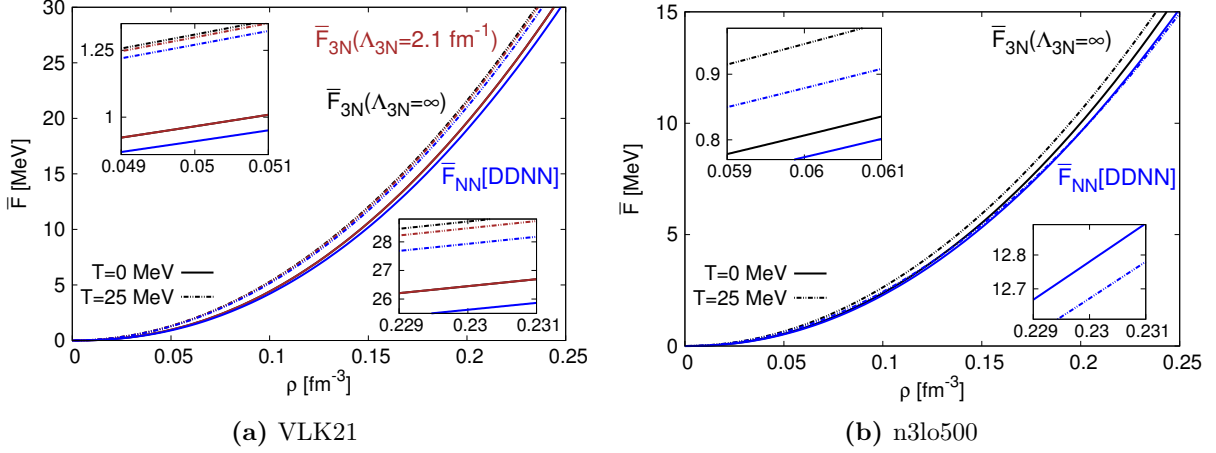 30
25
20
15
10
5
0
F̅ [MeV]
0
0.05
0.1
0.15
0.2
0.25
ρ [fm⁻³]
1.25
1
0.049
0.05
0.051
F̅₃N(Λ₃N=2.1 fm⁻¹)
F̅₃N(Λ₃N=∞)
F̅NN[DDNN]
T=0 MeV
T=25 MeV
28
27
26
0.229
0.23
0.231
(a) VLK21
15
10
5
0
F̅ [MeV]
0
0.05
0.1
0.15
0.2
0.25
ρ [fm⁻³]
0.9
0.8
0.059
0.06
0.061
F̅₃N(Λ₃N=∞)
F̅NN[DDNN]
T=0 MeV
T=25 MeV
12.8
12.7
0.229
0.23
0.231
(b) n3lo500